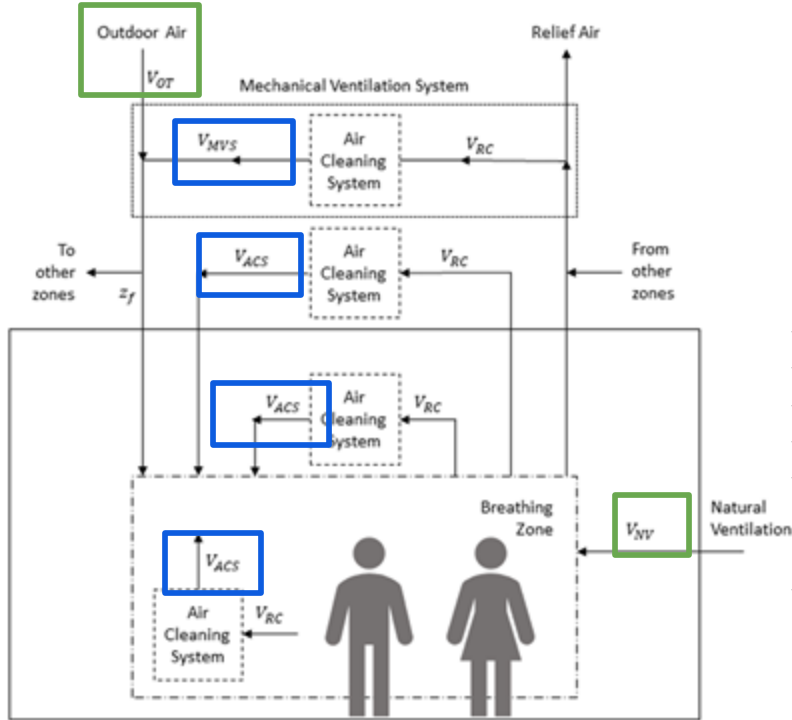 Outdoor Air
Relief Air
V_OT
Mechanical Ventilation System
V_MVS
Air
Cleaning
System
V_RC
To
other
zones
z_f
V_ACS
Air
Cleaning
System
V_RC
From
other
zones
V_ACS
Air
Cleaning
System
V_RC
Breathing
Zone
V_NV
Natural
Ventilation
V_ACS
Air
Cleaning
System
V_RC